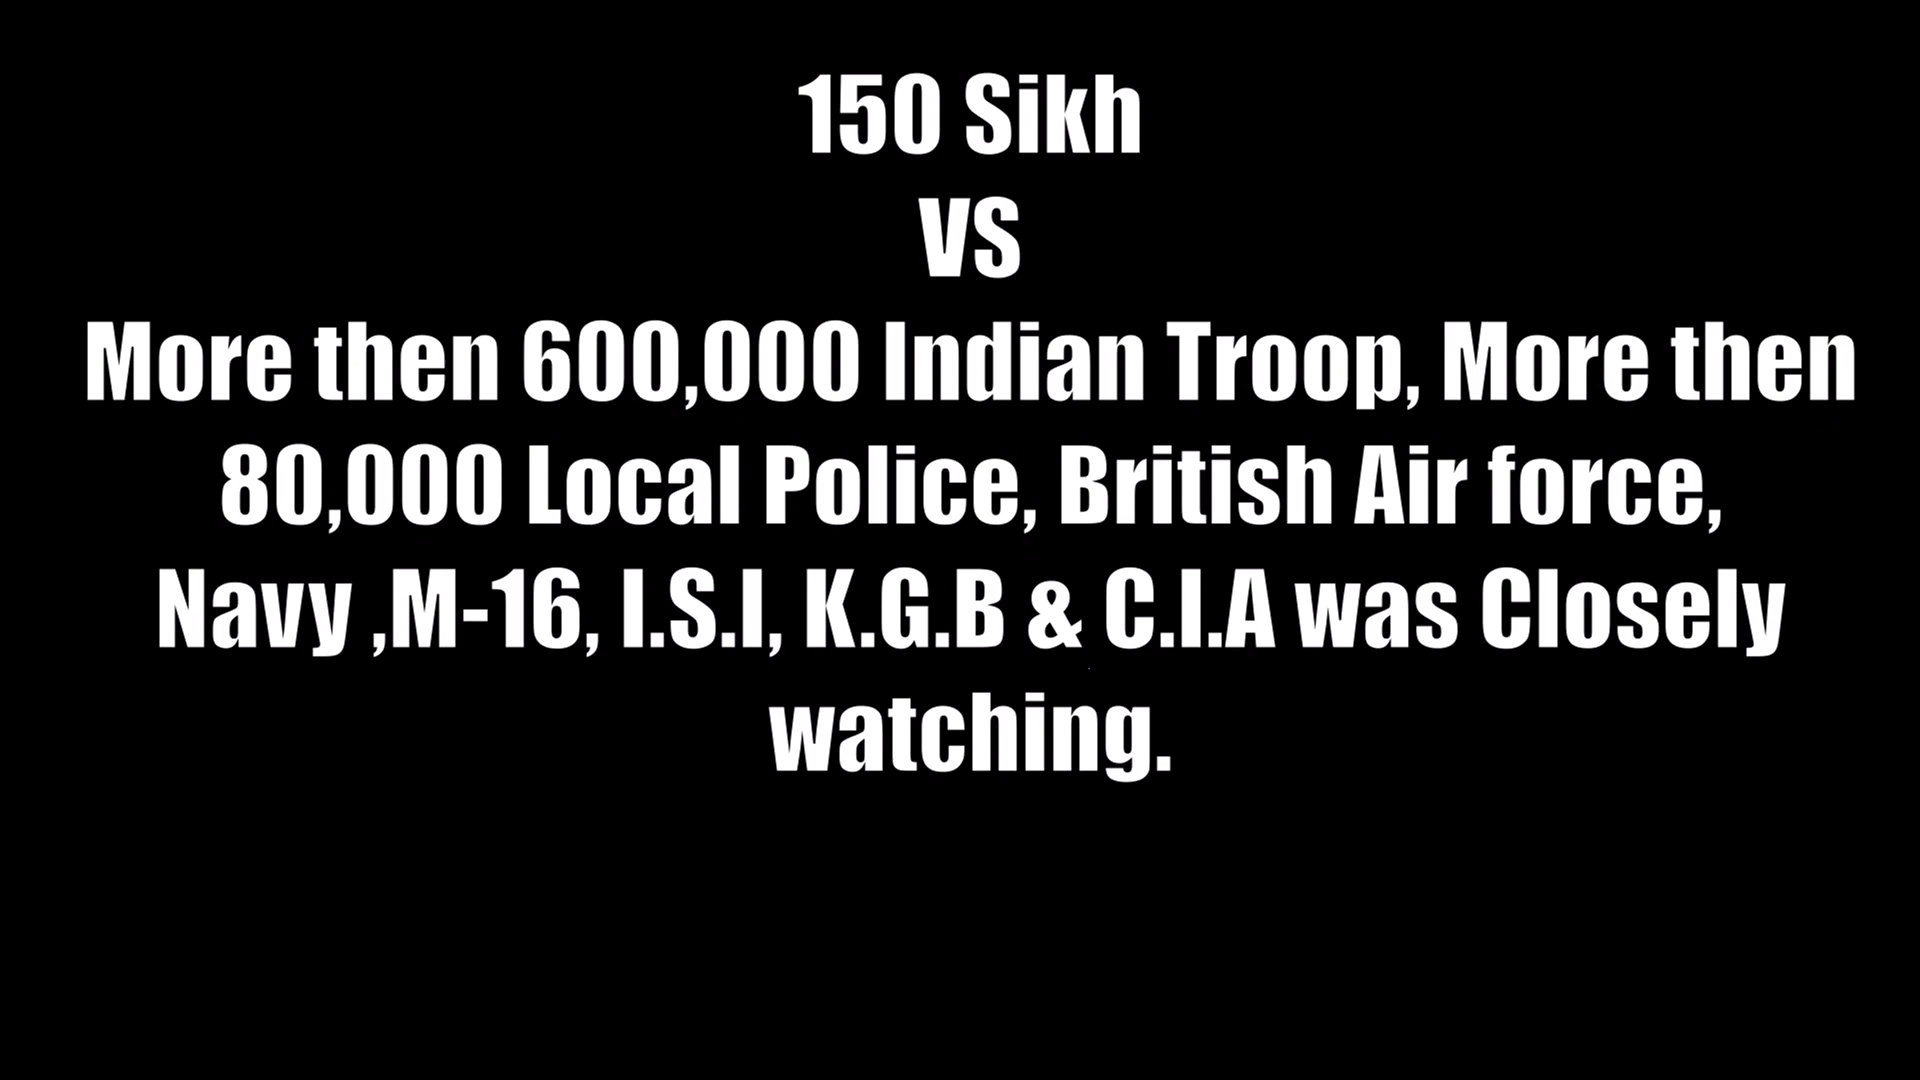 150 Sikh
VS
More then 600,000 Indian Troop, More then
80,000 Local Police, British Air force,
Navy ,M-16, I.S.I, K.G.B & C.I.A was Closely
watching.